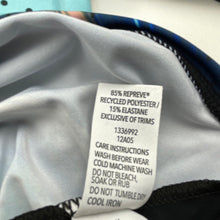 85% REPREVE®
RECYCLED POLYESTER /
15% ELASTANE
EXCLUSIVE OF TRIMS
1336992
12A05
CARE INSTRUCTIONS
WASH BEFORE WEAR
COLD MACHINE WASH
DO NOT BLEACH,
SOAK OR RUB
DO NOT TUMBLE DRY
COOL IRON